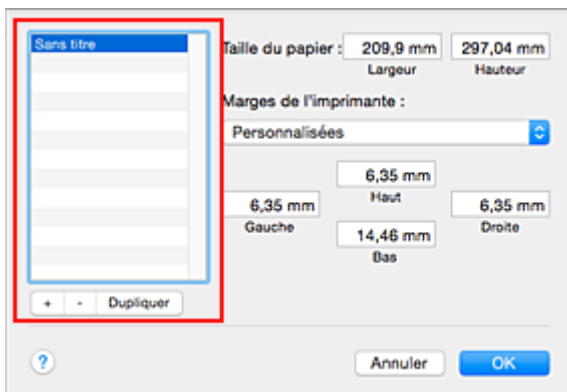 Sans titre
Taille du papier : 209,9 mm 297,04 mm
Largeur Hauteur
Marges de l'imprimante :
Personnalisées
6,35 mm
Haut
6,35 mm 6,35 mm
Gauche Droite
14,46 mm
Bas
+ - Dupliquer
? Annuler OK